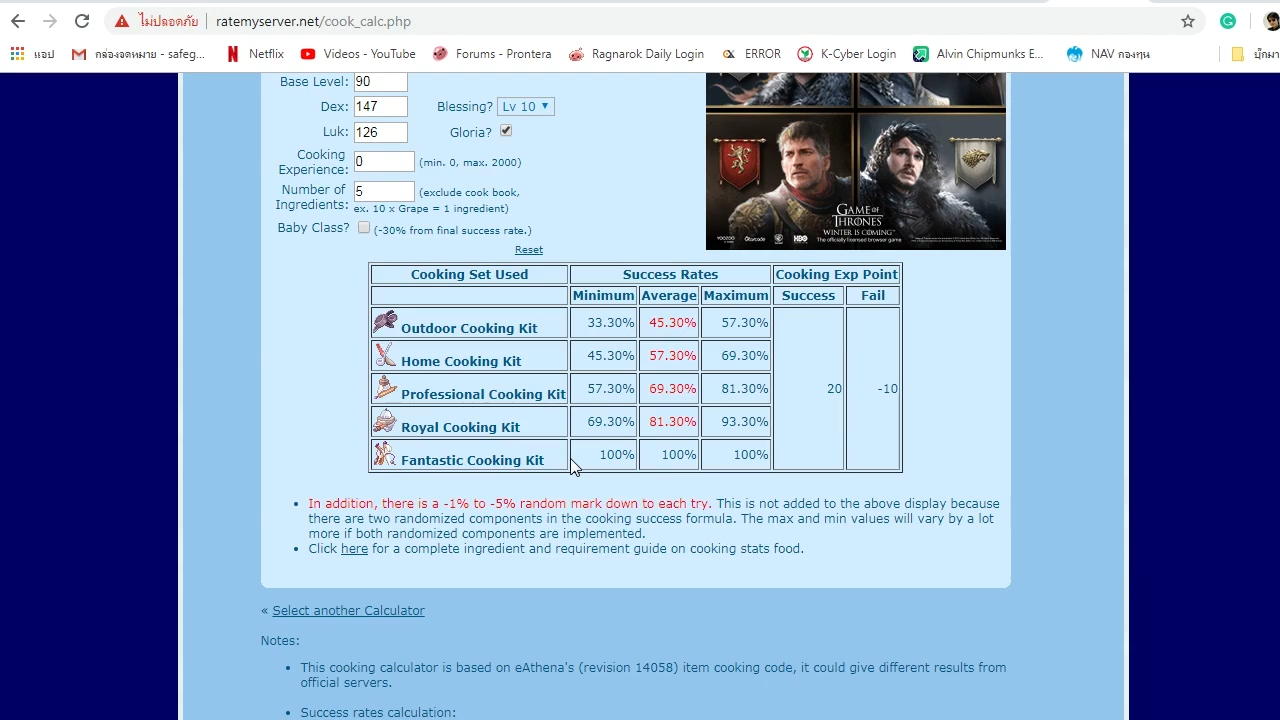 ไม่ปลอดภัย ratemyserver.net/cook_calc.php
แอป กล่องจดหมาย - safeg... Netflix Videos - YouTube Forums - Prontera Ragnarok Daily Login ERROR K-Cyber Login Alvin Chipmunks E... NAV กองทุน
Base Level: 90
Dex: 147 Blessing? Lv 10
Luk: 126 Gloria?
Cooking Experience: 0 (min. 0, max. 2000)
Number of Ingredients: 5 (exclude cook book,
ex. 10 x Grape = 1 ingredient)
Baby Class? (-30% from final success rate.)
Reset
GAME OF THRONES
WINTER IS COMING
YOOZOO HBO The officially licensed browser game
Cooking Set Used Success Rates Cooking Exp Point
Minimum Average Maximum Success Fail
Outdoor Cooking Kit 33.30% 45.30% 57.30%
Home Cooking Kit 45.30% 57.30% 69.30%
Professional Cooking Kit 57.30% 69.30% 81.30% 20 -10
Royal Cooking Kit 69.30% 81.30% 93.30%
Fantastic Cooking Kit 100% 100% 100%
In addition, there is a -1% to -5% random mark down to each try. This is not added to the above display because
there are two randomized components in the cooking success formula. The max and min values will vary by a lot
more if both randomized components are implemented.
Click here for a complete ingredient and requirement guide on cooking stats food.
« Select another Calculator
Notes:
This cooking calculator is based on eAthena's (revision 14058) item cooking code, it could give different results from
official servers.
Success rates calculation: